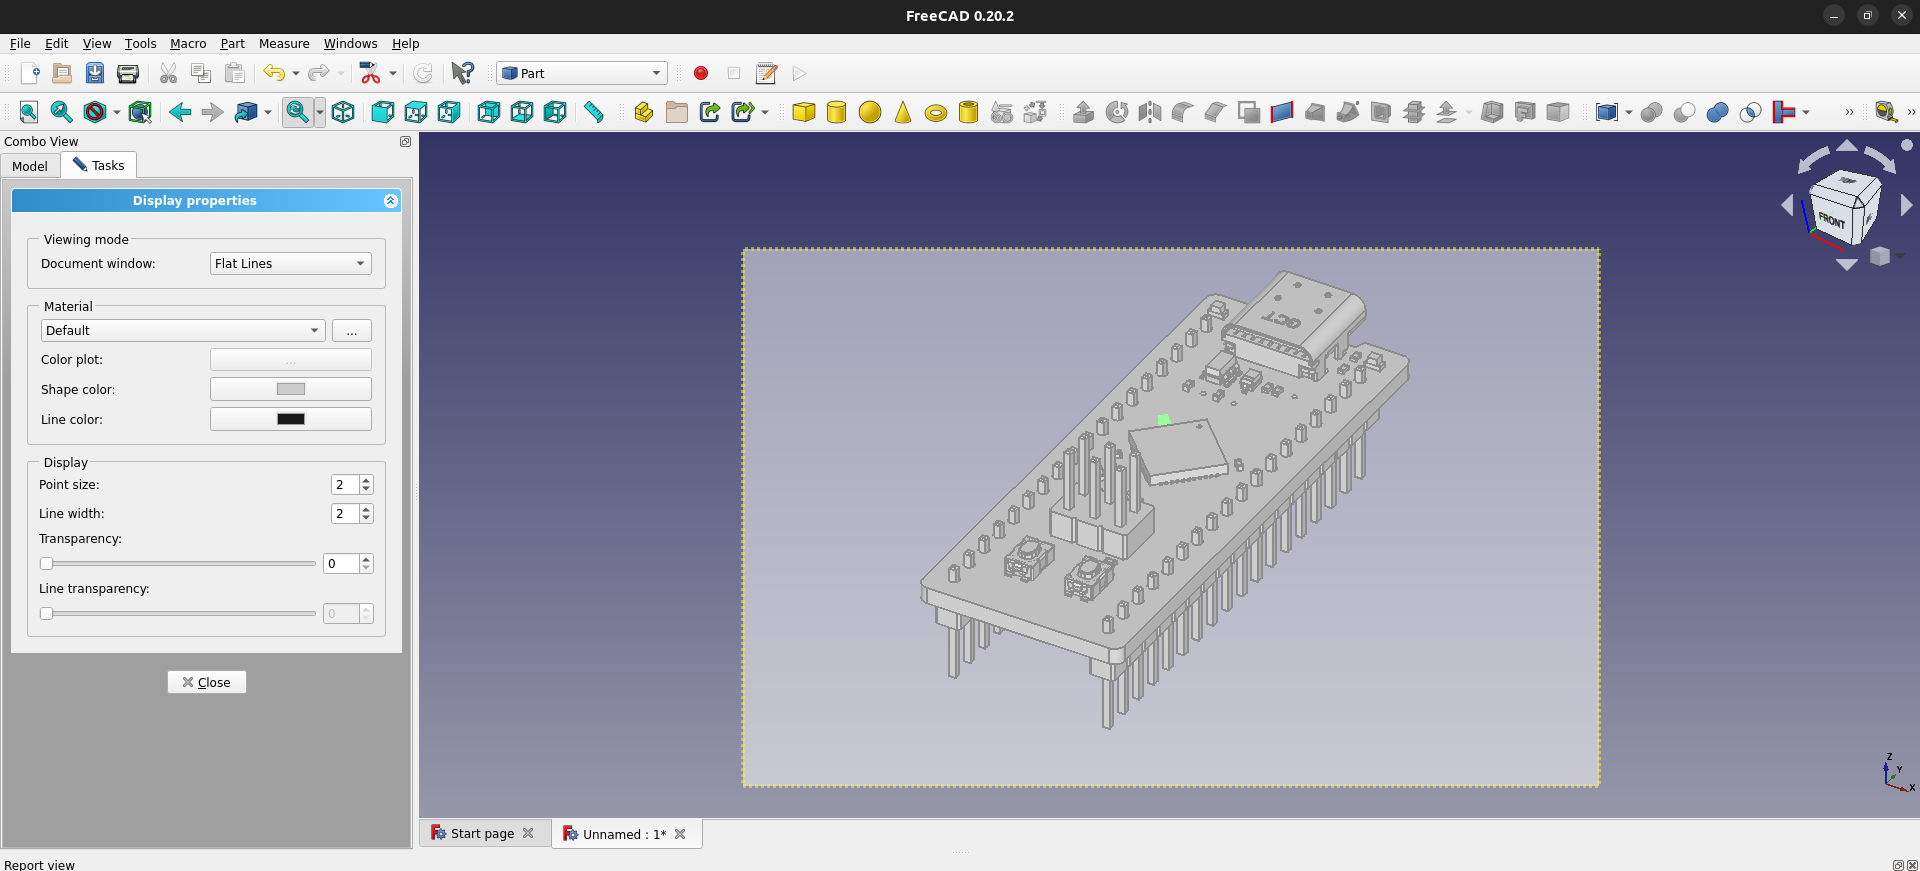 FreeCAD 0.20.2
File Edit View Tools Macro Part Measure Windows Help
Part
Combo View
Model Tasks
Display properties
Viewing mode
Document window: Flat Lines
Material
Default ...
Color plot: ...
Shape color:
Line color:
Display
Point size: 2
Line width: 2
Transparency:
0
Line transparency:
0
Close
FRONT
GCT
Z
Y
X
Start page Unnamed : 1*
Report view